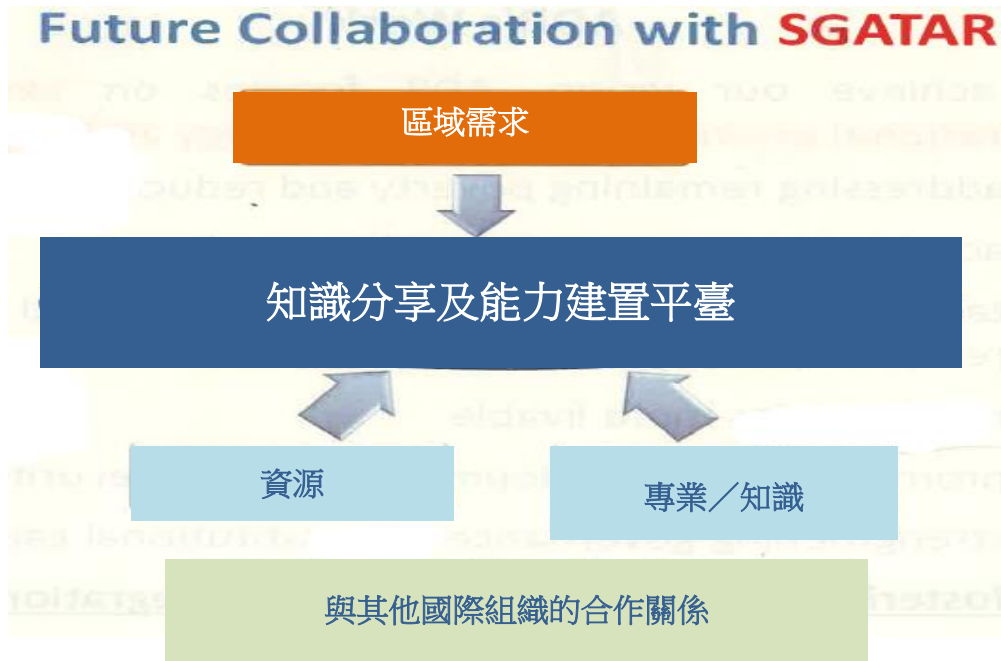 Future Collaboration with SGATAR
區域需求
知識分享及能力建置平臺
資源
專業／知識
與其他國際組織的合作關係